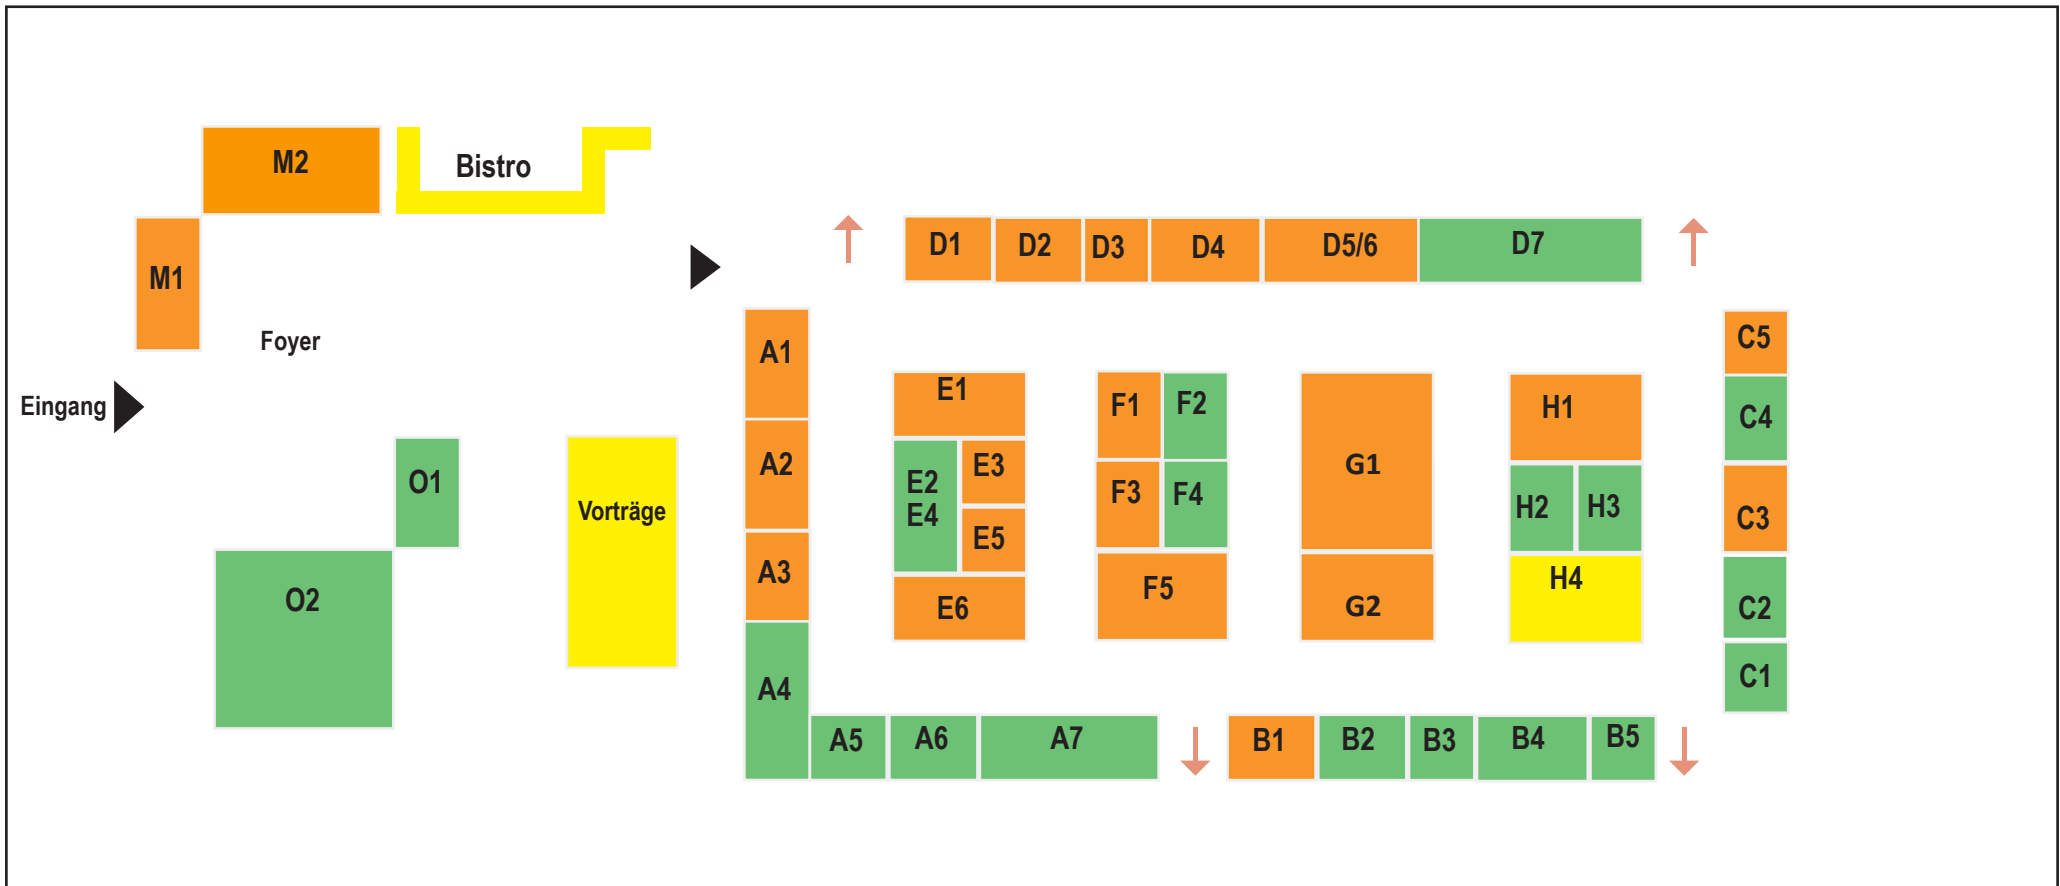 M2
Bistro
M1
Foyer
Eingang
O1
Vorträge
O2
D1
D2
D3
D4
D5/6
D7
A1
A2
A3
A4
A5
A6
A7
E1
E2
E4
E3
E5
E6
F1
F2
F3
F4
F5
G1
G2
H1
H2
H3
H4
C5
C4
C3
C2
C1
B1
B2
B3
B4
B5